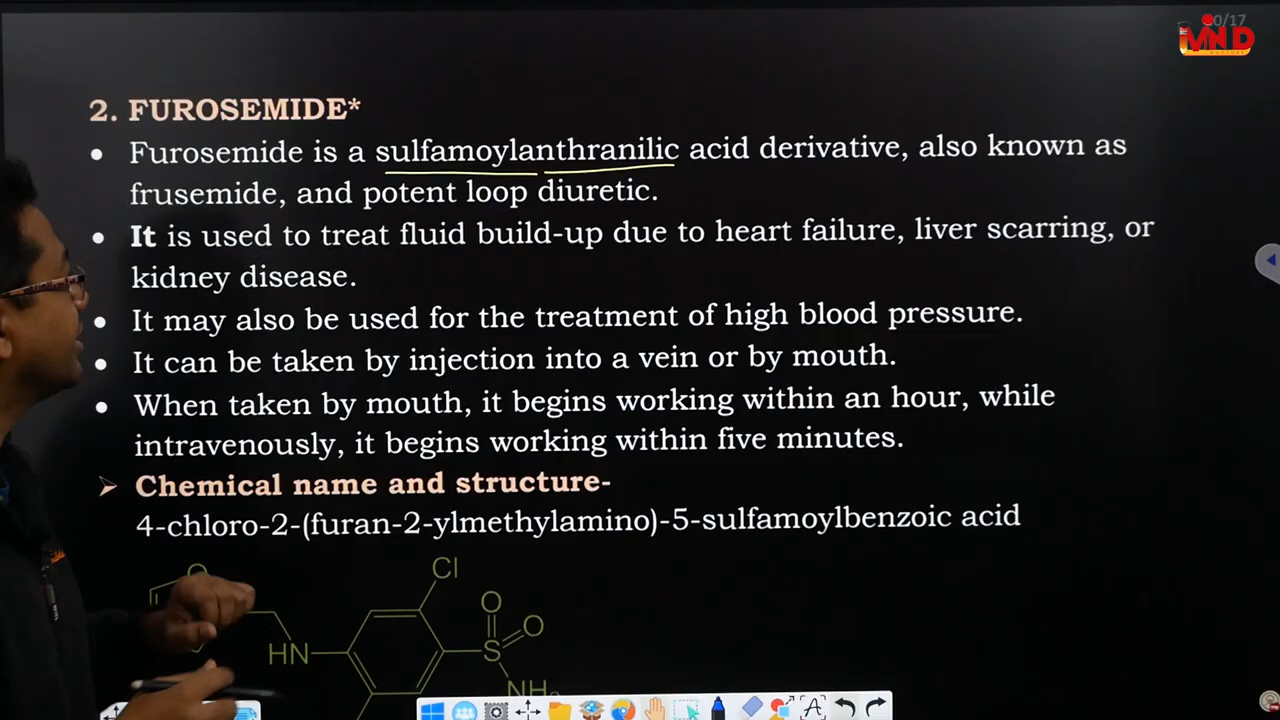 0/17
MND
2. FUROSEMIDE*
• Furosemide is a sulfamoylanthranilic acid derivative, also known as
frusemide, and potent loop diuretic.
• It is used to treat fluid build-up due to heart failure, liver scarring, or
kidney disease.
• It may also be used for the treatment of high blood pressure.
• It can be taken by injection into a vein or by mouth.
• When taken by mouth, it begins working within an hour, while
intravenously, it begins working within five minutes.
➤ Chemical name and structure-
4-chloro-2-(furan-2-ylmethylamino)-5-sulfamoylbenzoic acid
Cl
O
O
HN
S
NH₂
A